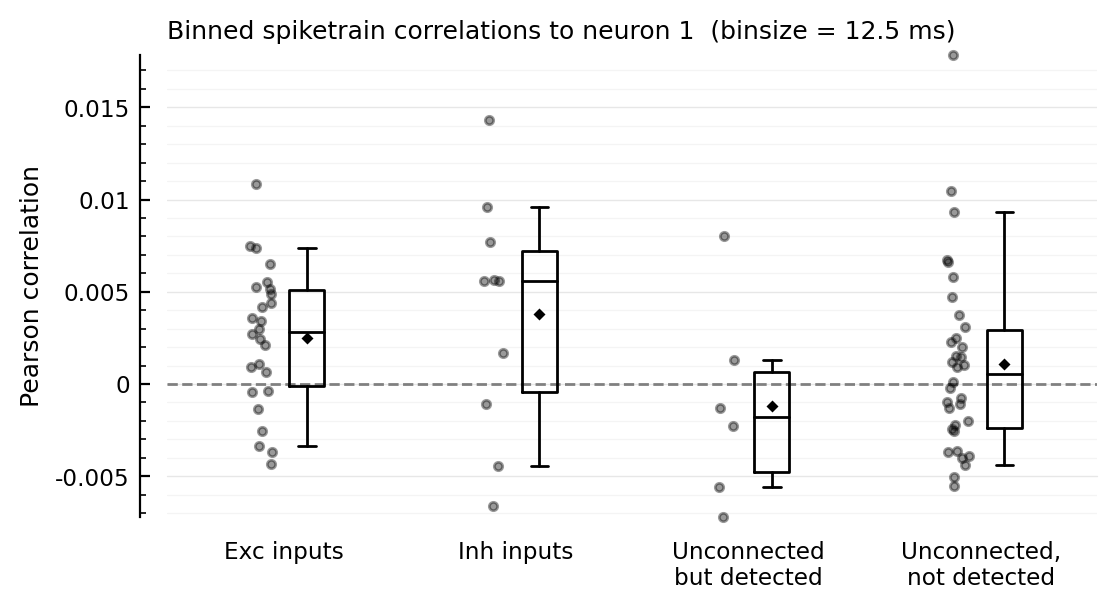 Binned spiketrain correlations to neuron 1  (binsize = 12.5 ms)
0.015
0.01
0.005
0
-0.005
Pearson correlation
Exc inputs
Inh inputs
Unconnected
but detected
Unconnected,
not detected